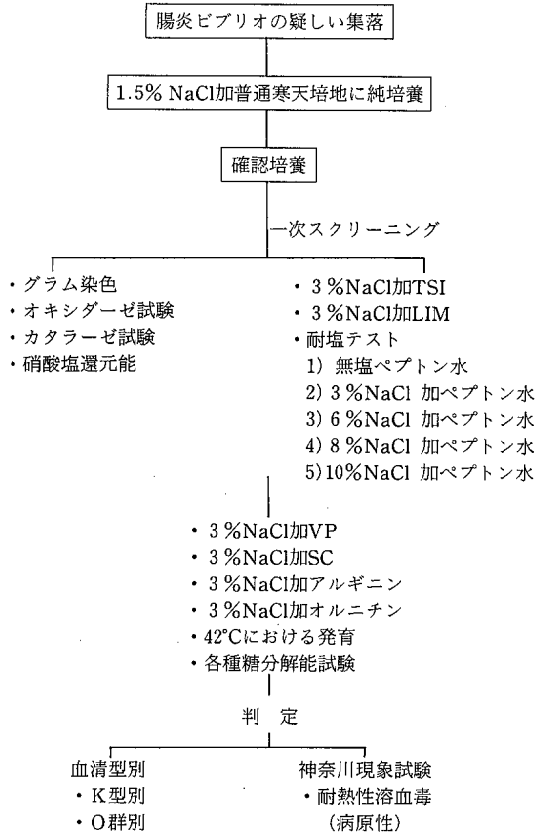 腸炎ビブリオの疑しい集落
1.5% NaCl加普通寒天培地に純培養
確認培養
一次スクリーニング
・グラム染色
・オキシダーゼ試験
・カタラーゼ試験
・硝酸塩還元能
・3%NaCl加TSI
・3%NaCl加LIM
・耐塩テスト
1) 無塩ペプトン水
2) 3%NaCl 加ペプトン水
3) 6%NaCl 加ペプトン水
4) 8%NaCl 加ペプトン水
5) 10%NaCl 加ペプトン水
・3%NaCl加VP
・3%NaCl加SC
・3%NaCl加アルギニン
・3%NaCl加オルニチン
・42°Cにおける発育
・各種糖分解能試験
判 定
血清型別
・K型別
・O群別
神奈川現象試験
・耐熱性溶血毒
(病原性)